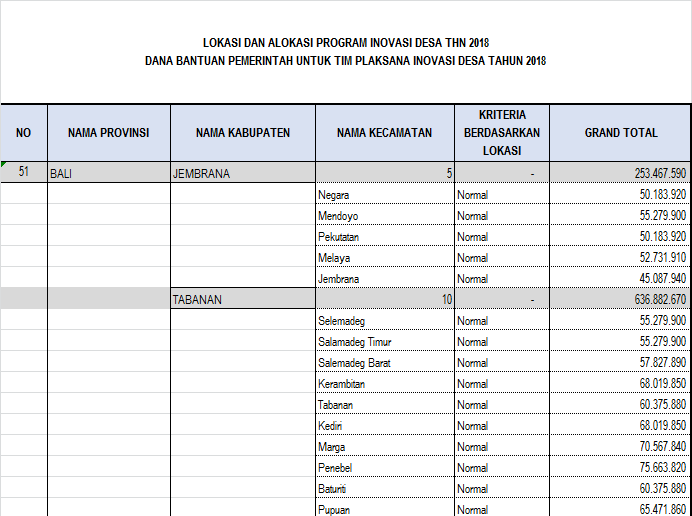 LOKASI DAN ALOKASI PROGRAM INOVASI DESA THN 2018
DANA BANTUAN PEMERINTAH UNTUK TIM PLAKSANA INOVASI DESA TAHUN 2018
NO NAMA PROVINSI NAMA KABUPATEN NAMA KECAMATAN KRITERIA BERDASARKAN LOKASI GRAND TOTAL
51 BALI JEMBRANA 5 - 253.467.590
Negara Normal 50.183.920
Mendoyo Normal 55.279.900
Pekutatan Normal 50.183.920
Melaya Normal 52.731.910
Jembrana Normal 45.087.940
TABANAN 10 - 636.882.670
Selemadeg Normal 55.279.900
Salamadeg Timur Normal 55.279.900
Salemadeg Barat Normal 57.827.890
Kerambitan Normal 68.019.850
Tabanan Normal 60.375.880
Kediri Normal 68.019.850
Marga Normal 70.567.840
Penebel Normal 75.663.820
Baturiti Normal 60.375.880
Pupuan Normal 65.471.860